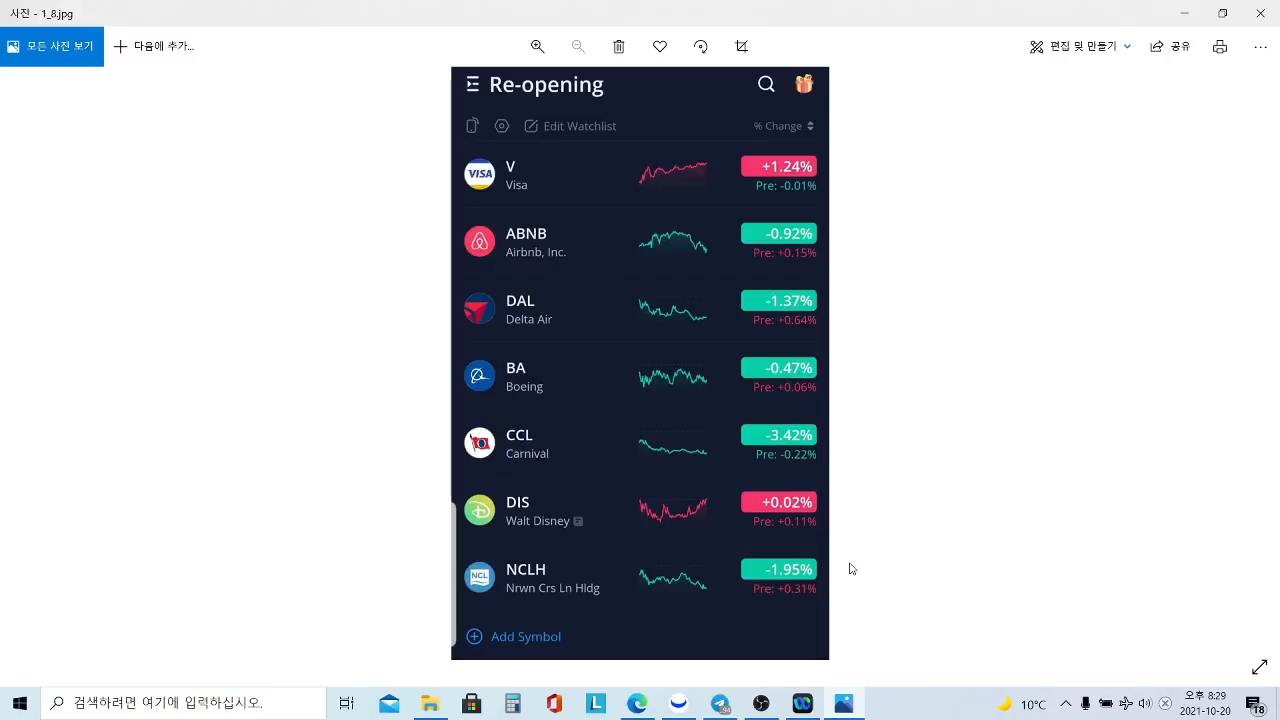 사진 - 1_8.jpg
모든 사진 보기
다음에 추가...
편집 및 만들기
공유
Re-opening
Edit Watchlist
% Change
VISA
V
Visa
+1.24%
Pre: -0.01%
ABNB
Airbnb, Inc.
-0.92%
Pre: +0.15%
DAL
Delta Air
-1.37%
Pre: +0.64%
BA
Boeing
-0.47%
Pre: +0.06%
CCL
Carnival
-3.42%
Pre: -0.22%
DIS
Walt Disney
+0.02%
Pre: +0.11%
NCL
NCLH
Nrwn Crs Ln Hldg
-1.95%
Pre: +0.31%
Add Symbol
검색하려면 여기에 입력하십시오.
10°C
오후 8:29
2021-10-20
18